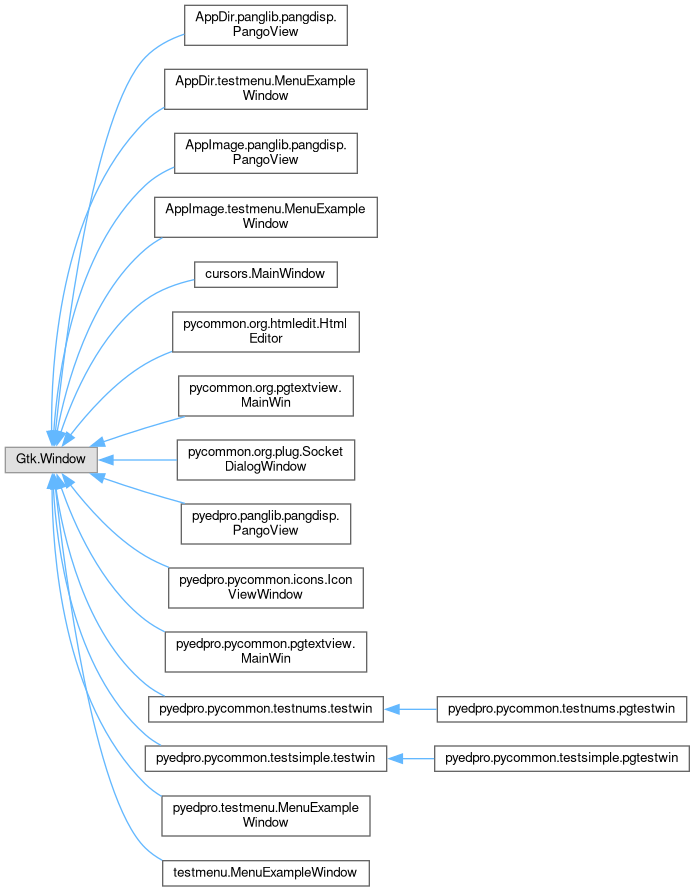 AppDir.panglib.pangdisp.
PangoView
AppDir.testmenu.MenuExample
Window
AppImage.panglib.pangdisp.
PangoView
AppImage.testmenu.MenuExample
Window
cursors.MainWindow
pycommon.org.htmledit.Html
Editor
pycommon.org.pgtextview.
MainWin
Gtk.Window
pycommon.org.plug.Socket
DialogWindow
pyedpro.panglib.pangdisp.
PangoView
pyedpro.pycommon.icons.Icon
ViewWindow
pyedpro.pycommon.pgtextview.
MainWin
pyedpro.pycommon.testnums.testwin
pyedpro.pycommon.testnums.pgtestwin
pyedpro.pycommon.testsimple.testwin
pyedpro.pycommon.testsimple.pgtestwin
pyedpro.testmenu.MenuExample
Window
testmenu.MenuExampleWindow